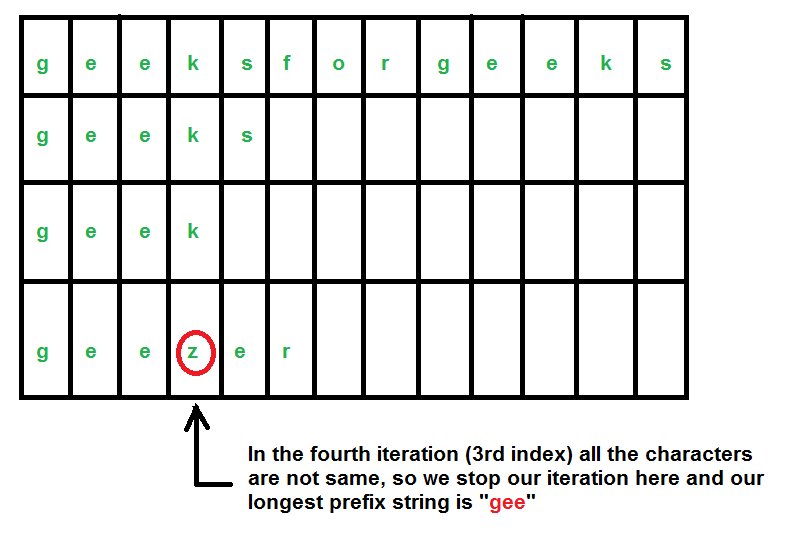 g e e k s f o r g e e k s
g e e k s
g e e k
g e e z e r
In the fourth iteration (3rd index) all the characters
are not same, so we stop our iteration here and our
longest prefix string is "gee"